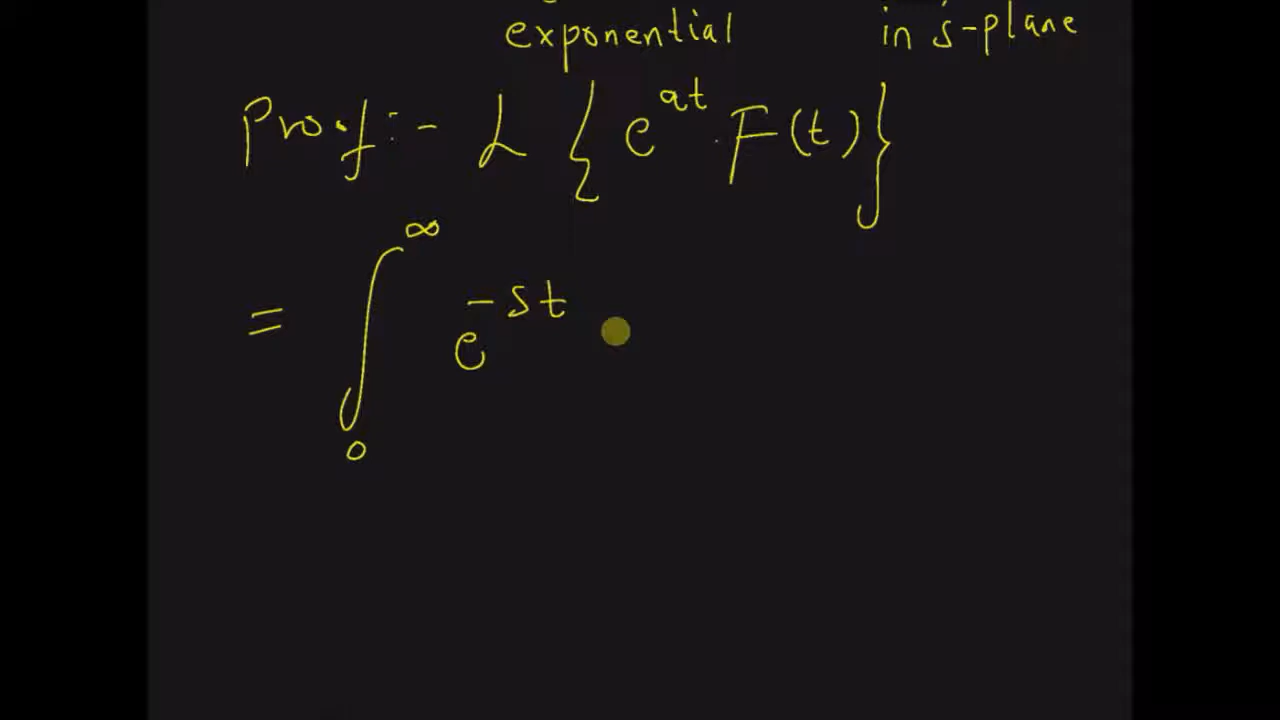 exponential in s-plane
Proof:- L { e^{at} . F(t) }
= ∫_0^∞ e^{-st}